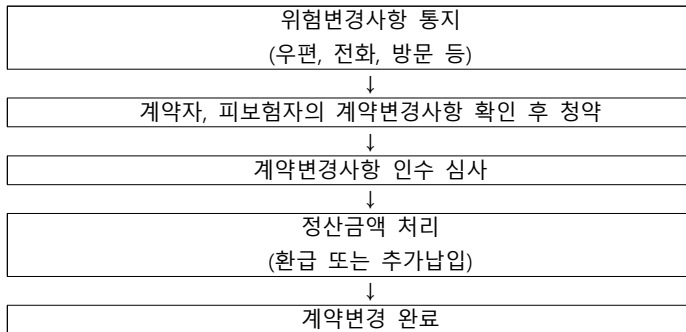 위험변경사항 통지
(우편, 전화, 방문 등)
↓
계약자, 피보험자의 계약변경사항 확인 후 청약
↓
계약변경사항 인수 심사
↓
정산금액 처리
(환급 또는 추가납입)
↓
계약변경 완료